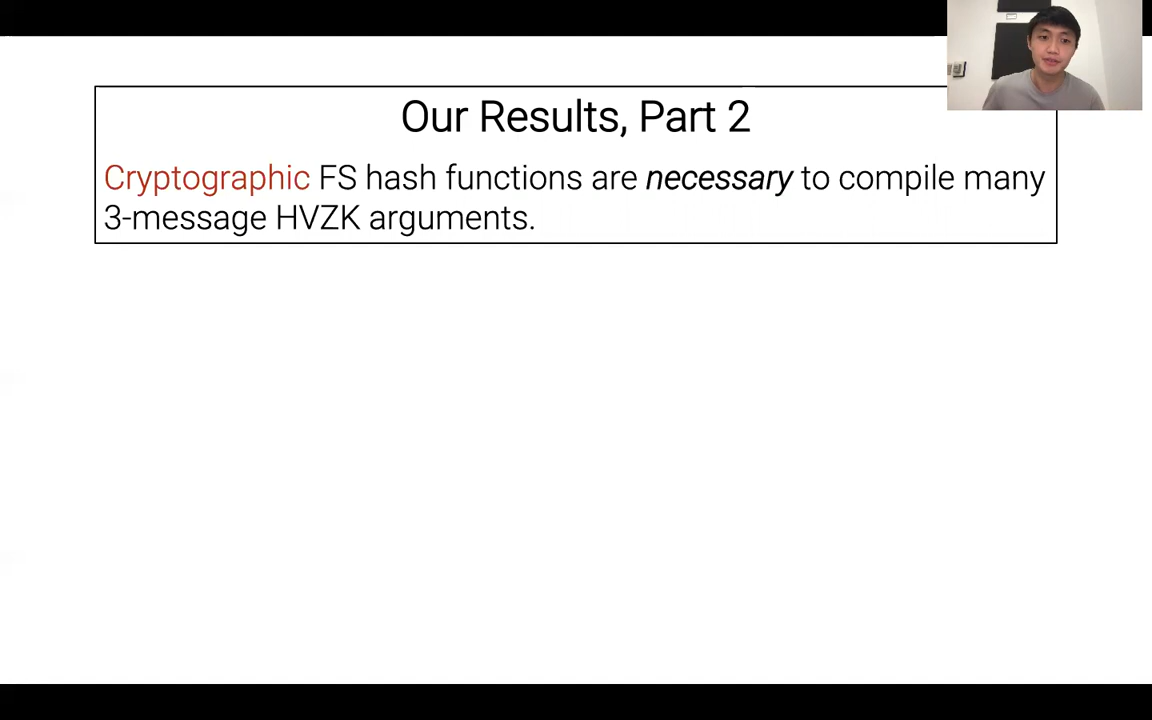 Our Results, Part 2
Cryptographic FS hash functions are necessary to compile many
3-message HVZK arguments.